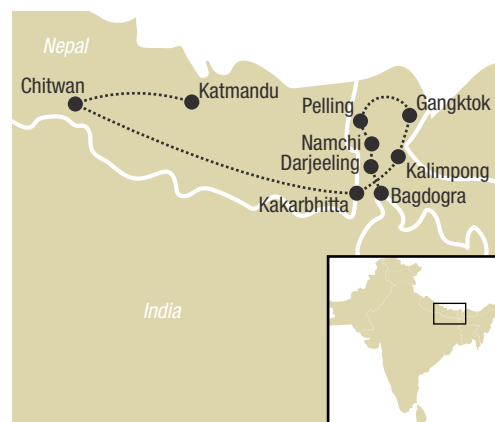 Nepal
Chitwan
Katmandu
Pelling
Gangktok
Namchi
Darjeeling
Kalimpong
Kakarbhitta
Bagdogra
India